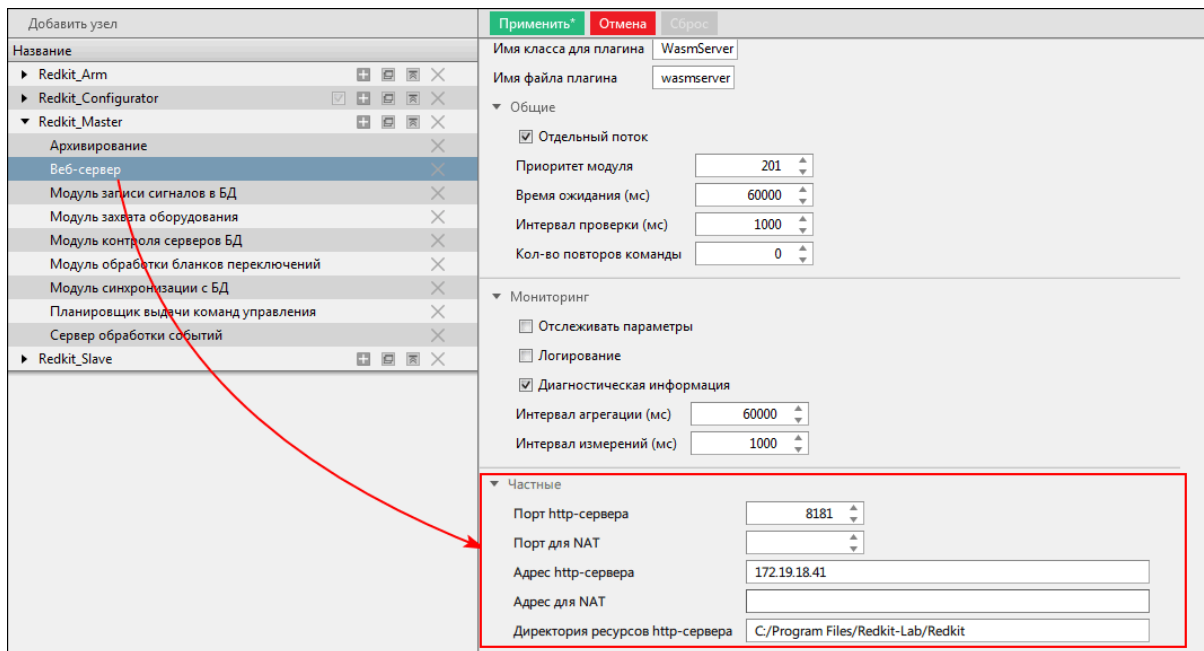 Добавить узел
Название
Redkit_Arm
Redkit_Configurator
Redkit_Master
Архивирование
Веб-сервер
Модуль записи сигналов в БД
Модуль захвата оборудования
Модуль контроля серверов БД
Модуль обработки бланков переключений
Модуль синхронизации с БД
Планировщик выдачи команд управления
Сервер обработки событий
Redkit_Slave
Применить* Отмена Сброс
Имя класса для плагина WasmServer
Имя файла плагина wasmserver
Общие
Отдельный поток
Приоритет модуля 201
Время ожидания (мс) 60000
Интервал проверки (мс) 1000
Кол-во повторов команды 0
Мониторинг
Отслеживать параметры
Логирование
Диагностическая информация
Интервал агрегации (мс) 60000
Интервал измерений (мс) 1000
Частные
Порт http-сервера 8181
Порт для NAT
Адрес http-сервера 172.19.18.41
Адрес для NAT
Директория ресурсов http-сервера C:/Program Files/Redkit-Lab/Redkit